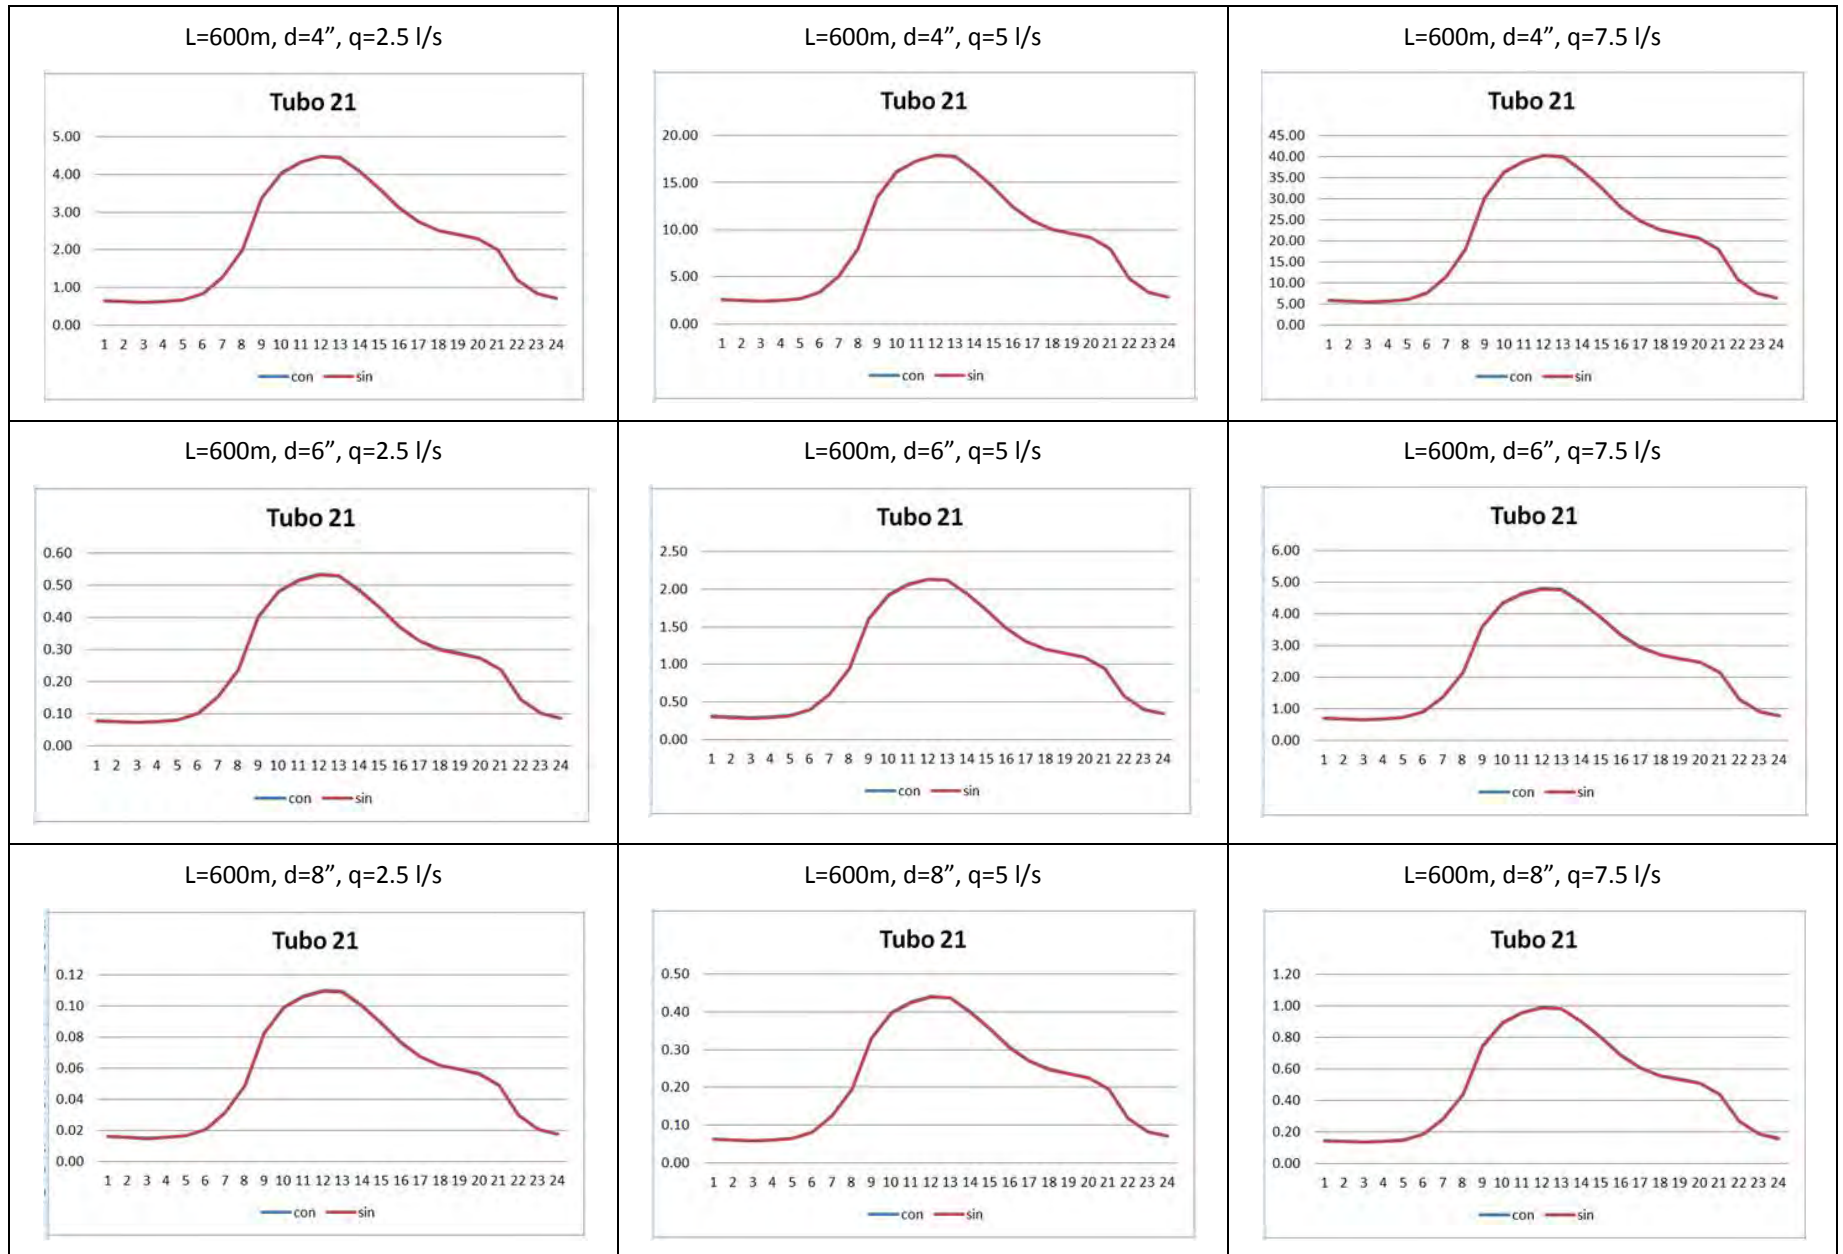 L=600m, d=4”, q=2.5 l/s
Tubo 21
5.00
4.00
3.00
2.00
1.00
0.00
1 2 3 4 5 6 7 8 9 10 11 12 13 14 15 16 17 18 19 20 21 22 23 24
con sin
L=600m, d=4”, q=5 l/s
Tubo 21
20.00
15.00
10.00
5.00
0.00
1 2 3 4 5 6 7 8 9 10 11 12 13 14 15 16 17 18 19 20 21 22 23 24
con sin
L=600m, d=4”, q=7.5 l/s
Tubo 21
45.00
40.00
35.00
30.00
25.00
20.00
15.00
10.00
5.00
0.00
1 2 3 4 5 6 7 8 9 10 11 12 13 14 15 16 17 18 19 20 21 22 23 24
con sin
L=600m, d=6”, q=2.5 l/s
Tubo 21
0.60
0.50
0.40
0.30
0.20
0.10
0.00
1 2 3 4 5 6 7 8 9 10 11 12 13 14 15 16 17 18 19 20 21 22 23 24
con sin
L=600m, d=6”, q=5 l/s
Tubo 21
2.50
2.00
1.50
1.00
0.50
0.00
1 2 3 4 5 6 7 8 9 10 11 12 13 14 15 16 17 18 19 20 21 22 23 24
con sin
L=600m, d=6”, q=7.5 l/s
Tubo 21
6.00
5.00
4.00
3.00
2.00
1.00
0.00
1 2 3 4 5 6 7 8 9 10 11 12 13 14 15 16 17 18 19 20 21 22 23 24
con sin
L=600m, d=8”, q=2.5 l/s
Tubo 21
0.12
0.10
0.08
0.06
0.04
0.02
0.00
1 2 3 4 5 6 7 8 9 10 11 12 13 14 15 16 17 18 19 20 21 22 23 24
con sin
L=600m, d=8”, q=5 l/s
Tubo 21
0.50
0.40
0.30
0.20
0.10
0.00
1 2 3 4 5 6 7 8 9 10 11 12 13 14 15 16 17 18 19 20 21 22 23 24
con sin
L=600m, d=8”, q=7.5 l/s
Tubo 21
1.20
1.00
0.80
0.60
0.40
0.20
0.00
1 2 3 4 5 6 7 8 9 10 11 12 13 14 15 16 17 18 19 20 21 22 23 24
con sin